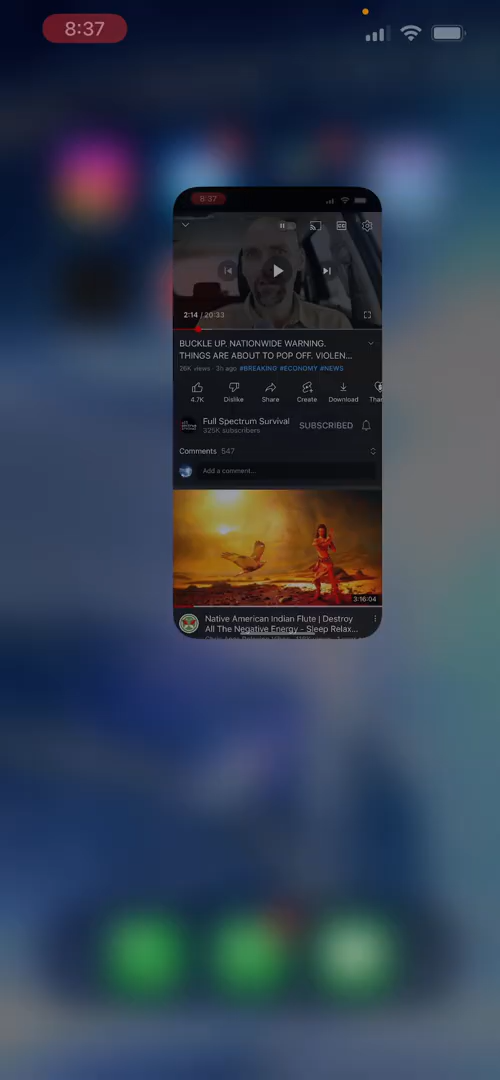 8:37
8:37
2:14 / 20:33
BUCKLE UP. NATIONWIDE WARNING.
THINGS ARE ABOUT TO POP OFF. VIOLEN...
26K views · 3h ago #BREAKING #ECONOMY #NEWS
4.7K Dislike Share Create Download Than
Full Spectrum Survival
325K subscribers
SUBSCRIBED
Comments 547
Add a comment...
3:16:04
Native American Indian Flute | Destroy
All The Negative Energy - Sleep Relax...